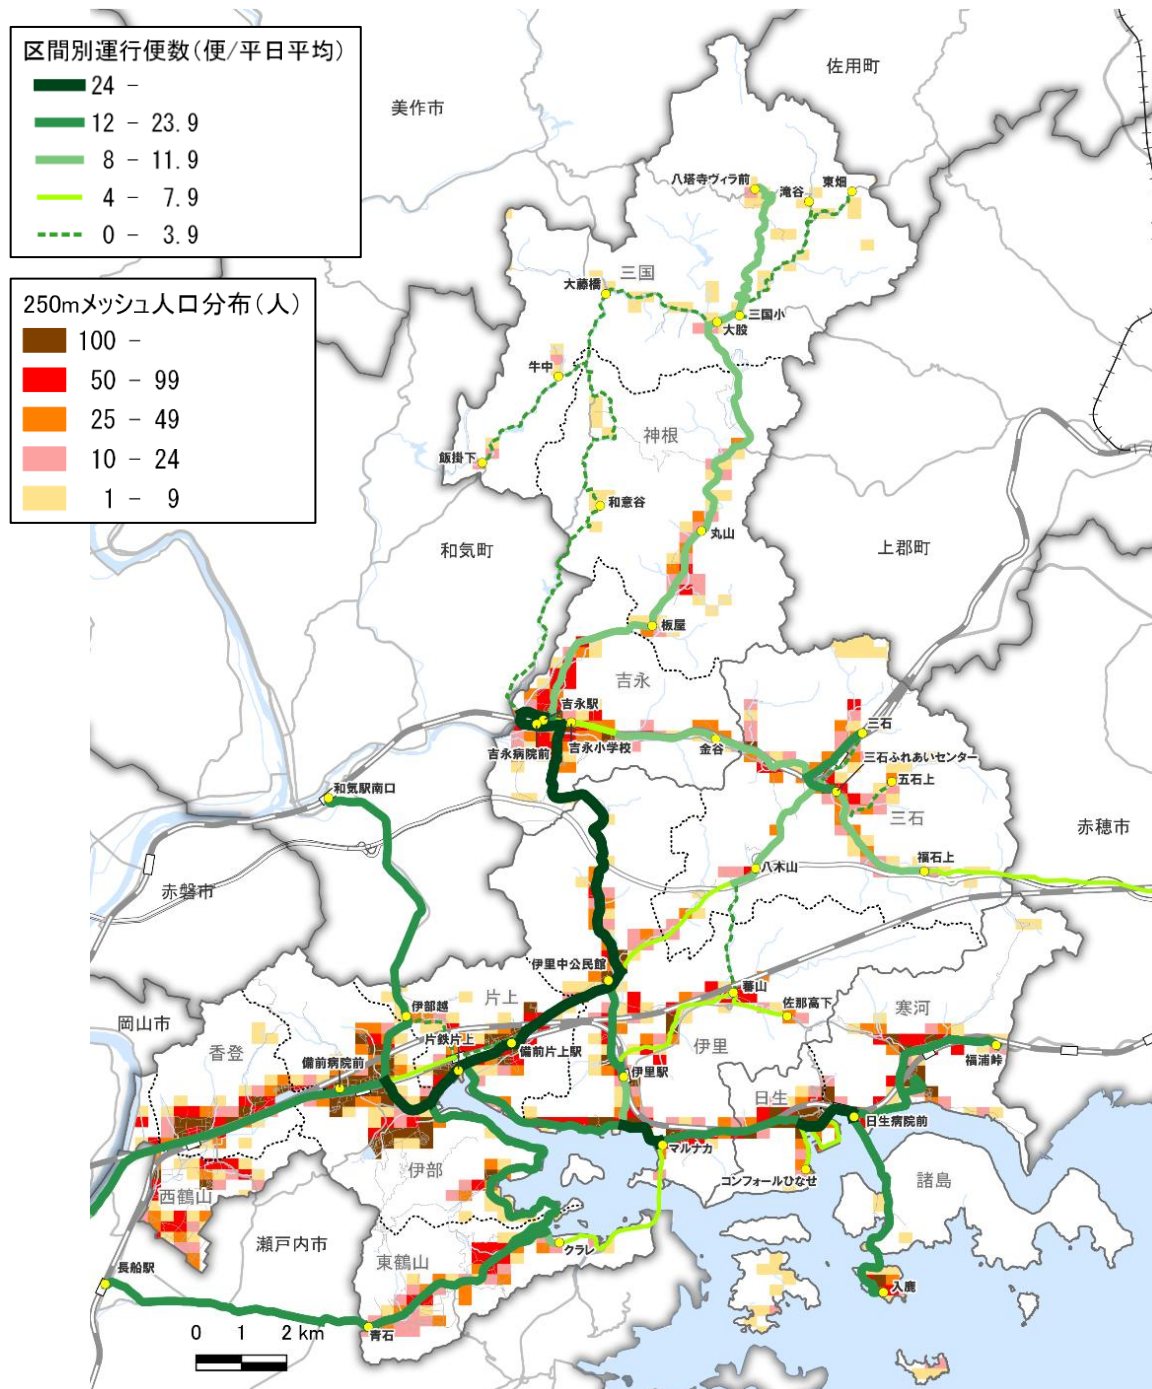 区間別運行便数(便/平日平均)
24 -
12 - 23.9
8 - 11.9
4 - 7.9
0 - 3.9
250mメッシュ人口分布(人)
100 -
50 - 99
25 - 49
10 - 24
1 - 9
佐用町
美作市
八塔寺ヴィラ前
滝谷
東畑
三国
大藤橋
三国小
大股
牛中
神根
飯掛下
和意谷
丸山
和気町
上郡町
板屋
吉永
吉永駅
吉永病院前
吉永小学校
金谷
三石
三石ふれあいセンター
五石上
三石
和気駅南口
赤穂市
八木山
福石上
赤磐市
伊里中公民館
蕃山
佐那高下
片上
伊部越
寒河
岡山市
香登
片鉄片上
備前片上駅
備前病院前
伊里
福浦峠
伊里駅
日生
日生病院前
マルナカ
伊部
コンフォールひなせ
諸島
西鶴山
瀬戸内市
東鶴山
クラレ
長船駅
入鹿
青石
0 1 2 km